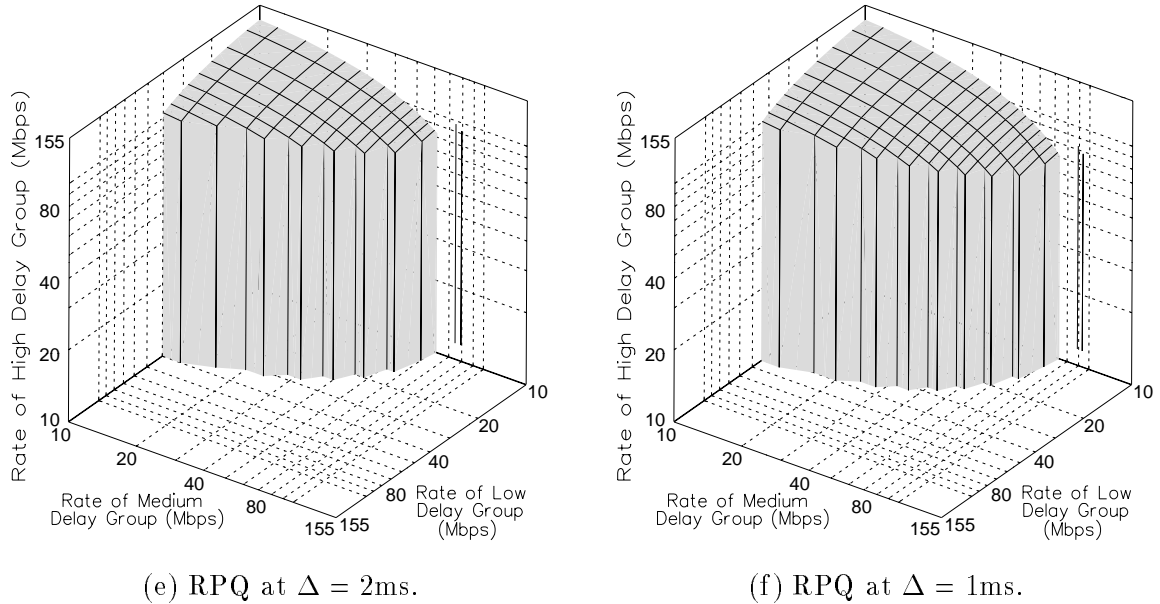 Rate of High Delay Group (Mbps)
155
80
40
20
10
10
20
40
80
155
Rate of Medium
Delay Group (Mbps)
155
80
40
20
10
Rate of Low
Delay Group
(Mbps)
(e) RPQ at Δ = 2ms.
Rate of High Delay Group (Mbps)
155
80
40
20
10
10
20
40
80
155
Rate of Medium
Delay Group (Mbps)
155
80
40
20
10
Rate of Low
Delay Group
(Mbps)
(f) RPQ at Δ = 1ms.